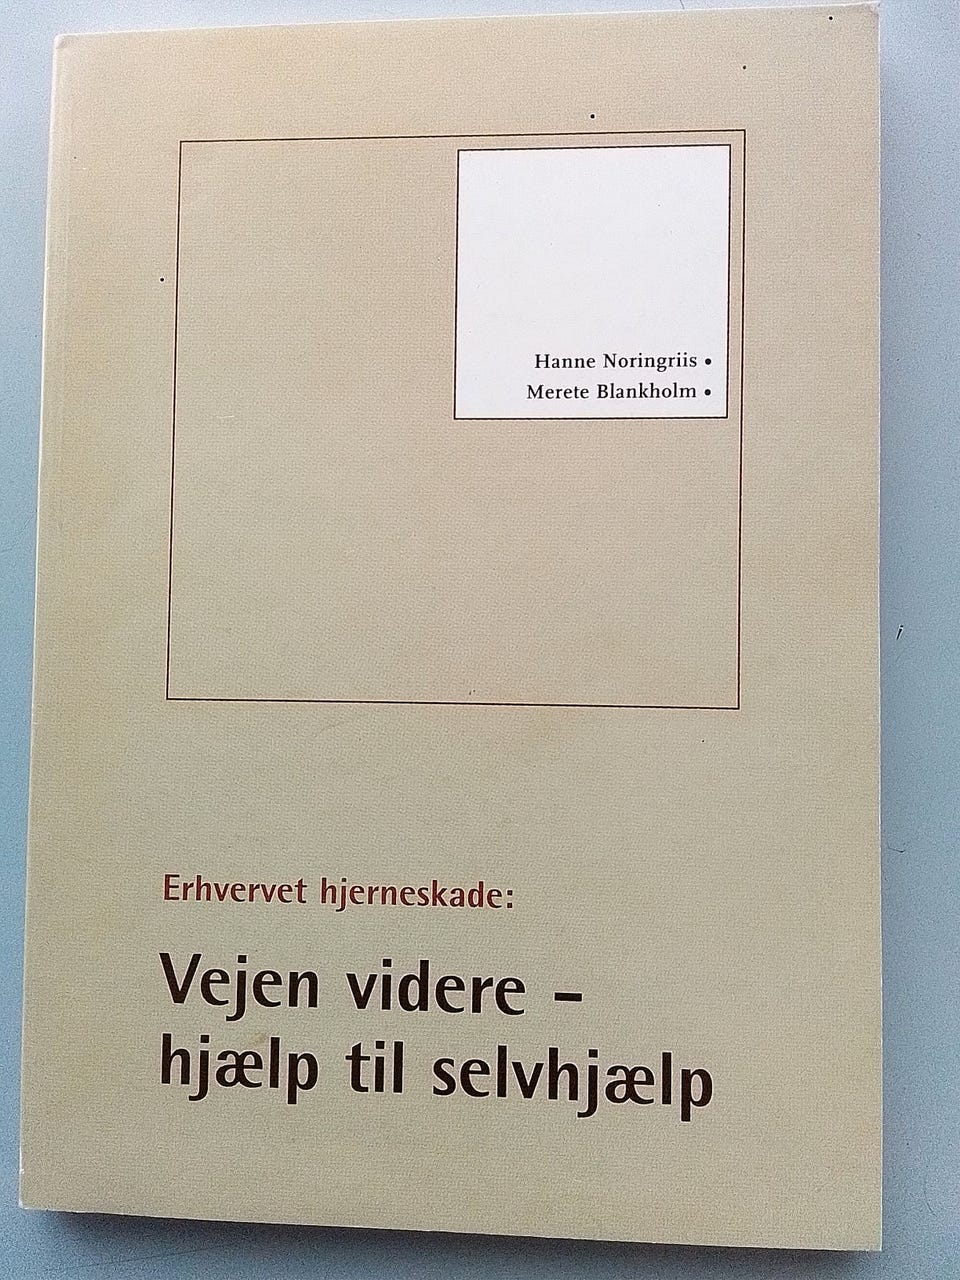 Hanne Noringriis •
Merete Blankholm •
Erhvervet hjerneskade:
Vejen videre –
hjælp til selvhjælp